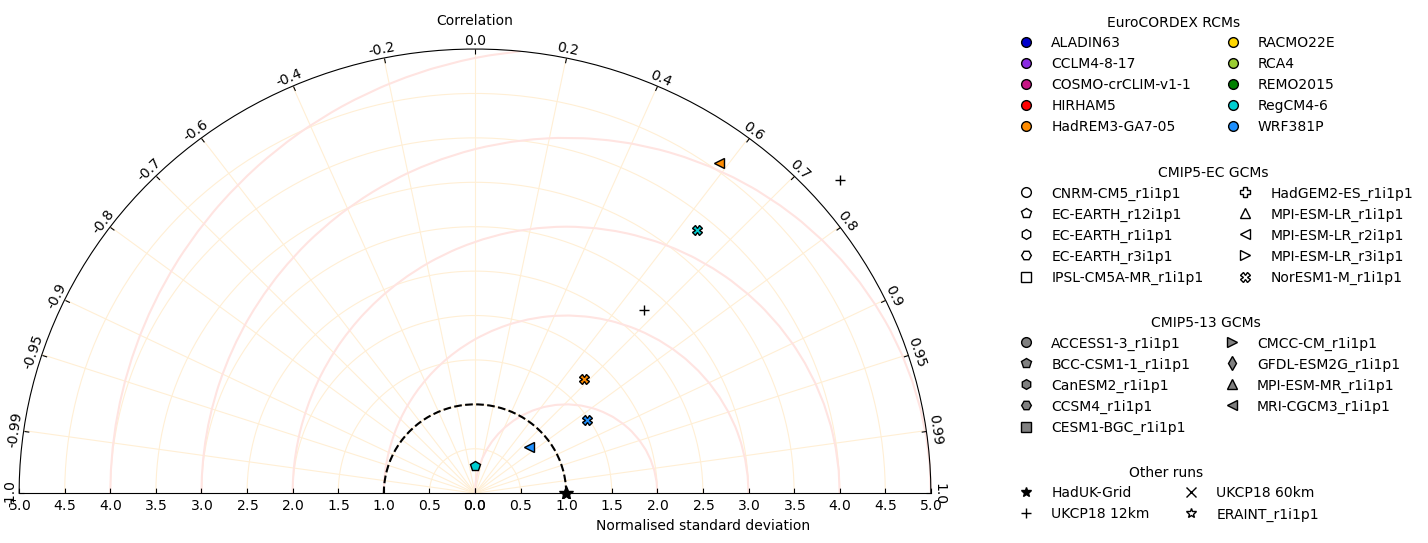 Correlation
-1.0
-0.99
-0.95
-0.9
-0.8
-0.7
-0.6
-0.4
-0.2
0.0
0.2
0.4
0.6
0.7
0.8
0.9
0.95
0.99
1.0
5.0 4.5 4.0 3.5 3.0 2.5 2.0 1.5 1.0 0.5 0.0 0.5 1.0 1.5 2.0 2.5 3.0 3.5 4.0 4.5 5.0
Normalised standard deviation
EuroCORDEX RCMs
ALADIN63 RACMO22E
CCLM4-8-17 RCA4
COSMO-crCLIM-v1-1 REMO2015
HIRHAM5 RegCM4-6
HadREM3-GA7-05 WRF381P
CMIP5-EC GCMs
CNRM-CM5_r1i1p1 HadGEM2-ES_r1i1p1
EC-EARTH_r12i1p1 MPI-ESM-LR_r1i1p1
EC-EARTH_r1i1p1 MPI-ESM-LR_r2i1p1
EC-EARTH_r3i1p1 MPI-ESM-LR_r3i1p1
IPSL-CM5A-MR_r1i1p1 NorESM1-M_r1i1p1
CMIP5-13 GCMs
ACCESS1-3_r1i1p1 CMCC-CM_r1i1p1
BCC-CSM1-1_r1i1p1 GFDL-ESM2G_r1i1p1
CanESM2_r1i1p1 MPI-ESM-MR_r1i1p1
CCSM4_r1i1p1 MRI-CGCM3_r1i1p1
CESM1-BGC_r1i1p1
Other runs
HadUK-Grid UKCP18 60km
UKCP18 12km ERAINT_r1i1p1